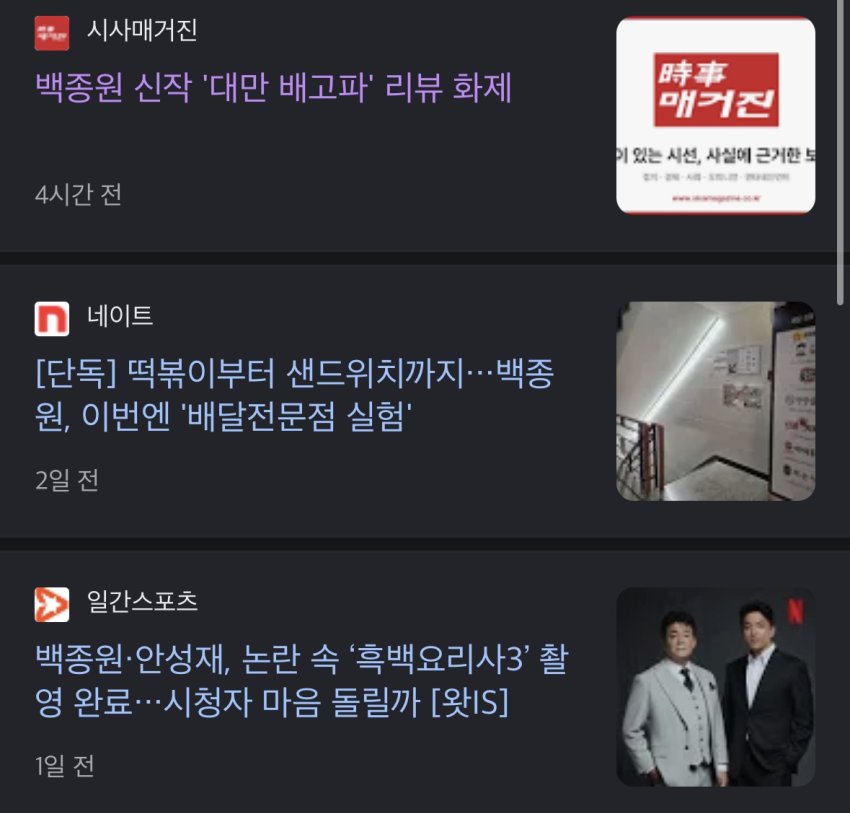 시사매거진
백종원 신작 '대만 배고파' 리뷰 화제
4시간 전
時事
매거진
이 있는 시선, 사실에 근거한 보
www.sisamagazine.co.kr
네이트
[단독] 떡볶이부터 샌드위치까지…백종
원, 이번엔 '배달전문점 실험'
2일 전
일간스포츠
백종원·안성재, 논란 속 ‘흑백요리사3’ 촬
영 완료…시청자 마음 돌릴까 [왓IS]
1일 전
N